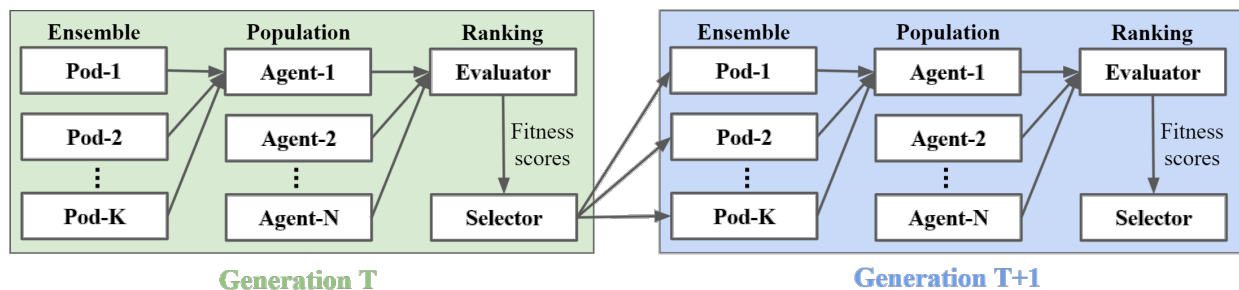 Ensemble Population Ranking
Pod-1 Agent-1 Evaluator
Pod-2 Agent-2 Fitness
scores
Pod-K Agent-N Selector
Generation T
Ensemble Population Ranking
Pod-1 Agent-1 Evaluator
Pod-2 Agent-2 Fitness
scores
Pod-K Agent-N Selector
Generation T+1